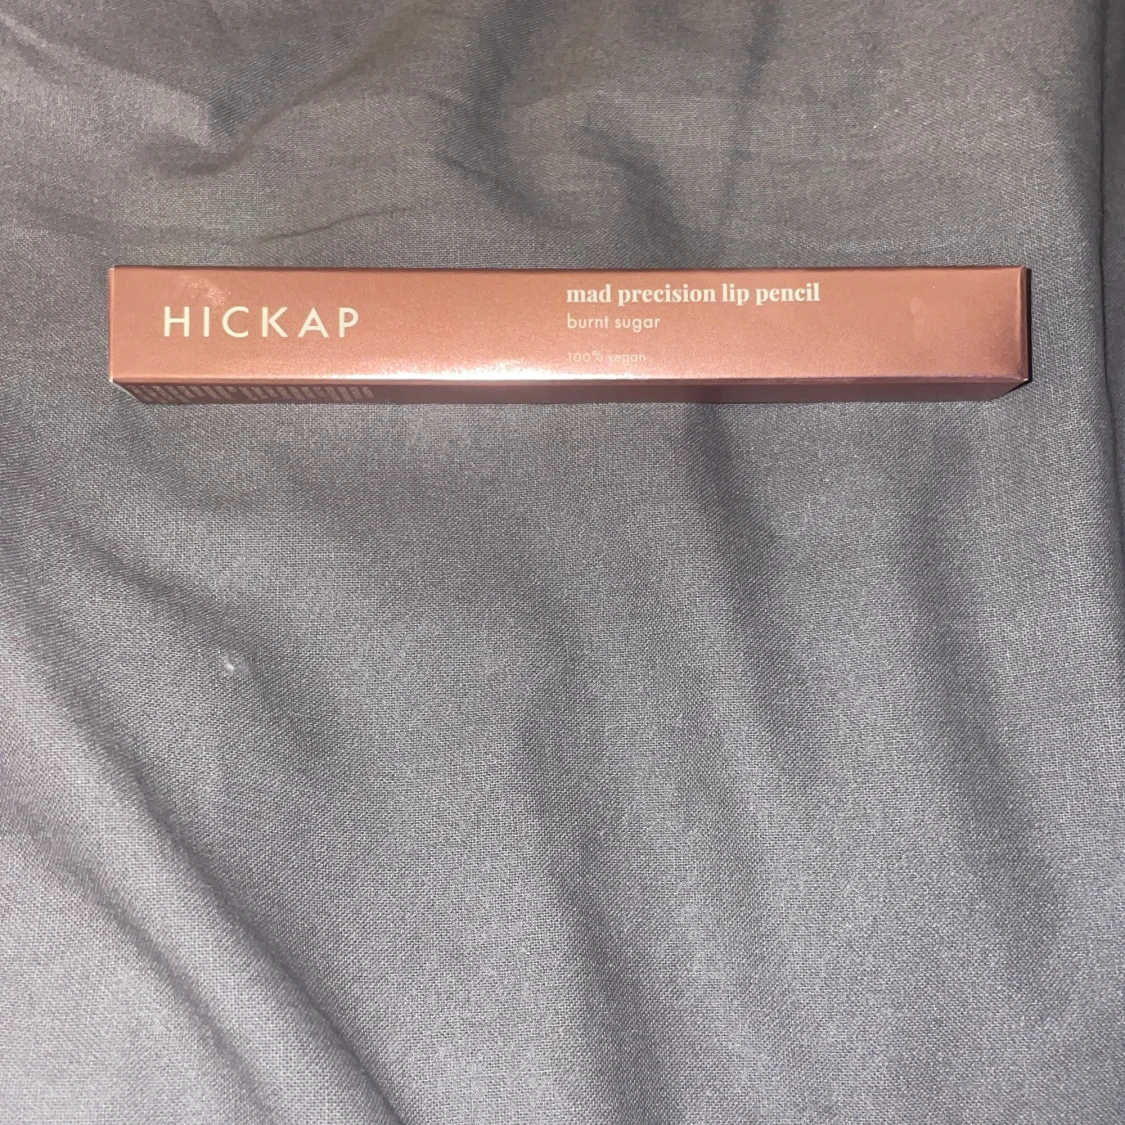 HICKAP
mad precision lip pencil
burnt sugar
100% vegan